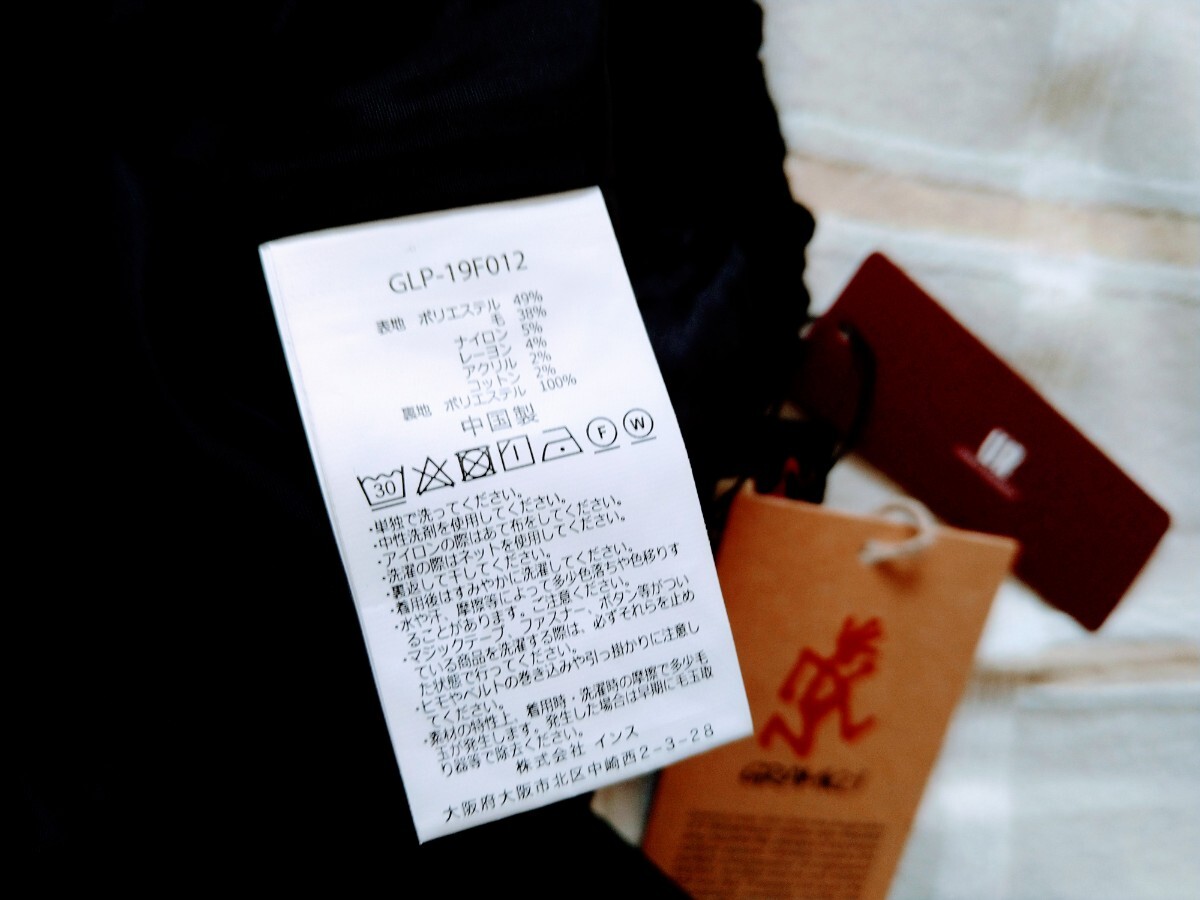 GLP-19F012
表地 ポリエステル 49%
毛 38%
ナイロン 5%
レーヨン 4%
アクリル 2%
コットン 2%
裏地 ポリエステル 100%
中国製
30 F W
・単独で洗ってください。
・中性洗剤を使用してください。
・アイロンの際はあて布をしてください。
・洗濯の際はネットを使用してください。
・裏返して干してください。
・着用後はすみやかに洗濯してください。
・水や汗、摩擦等によって多少色落ちや色移りす
ることがあります。ご注意ください。
・マジックテープ、ファスナー、ボタン等がつい
ている商品を洗濯する際は、必ずそれらを止め
た状態で行ってください。
・ヒモやベルトの巻き込みや引っ掛かりに注意し
てください。
・素材の特性上、着用時・洗濯時の摩擦で多少毛
玉が発生します。発生した場合は早期に毛玉取
り器等で除去ください。
株式会社 インス
大阪府大阪市北区中崎西2-3-28